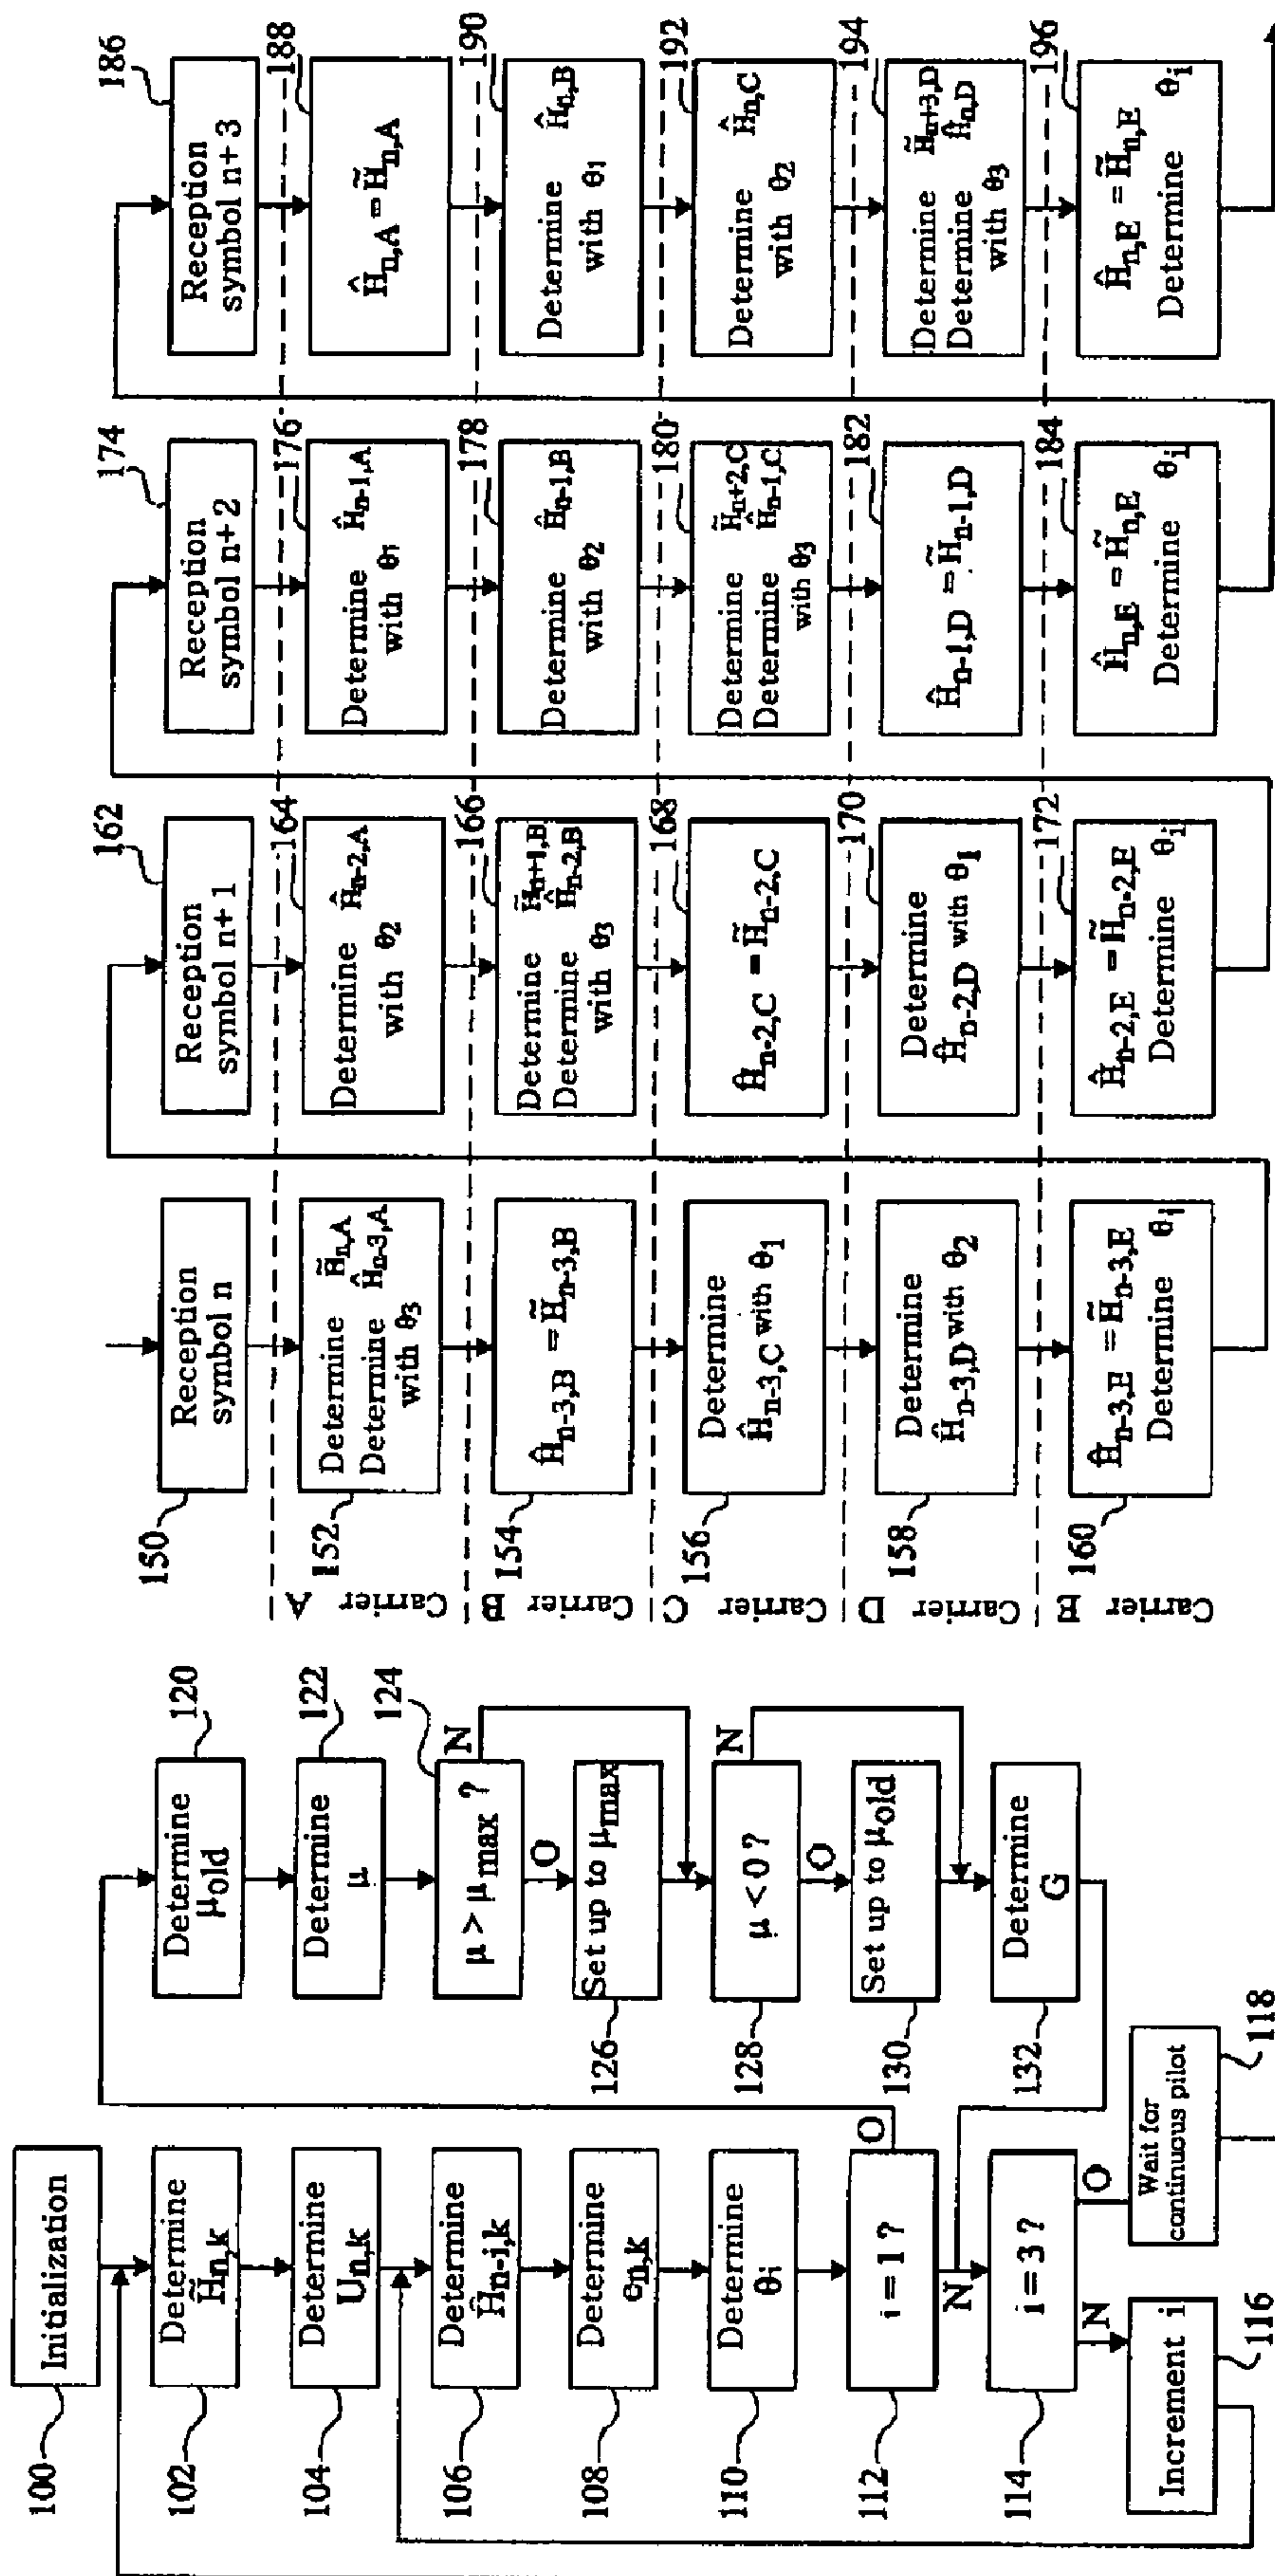 100
Initialization
102
Determine
H̃n,k
104
Determine
Un,k
106
Determine
Ĥn-i,k
108
Determine
en,k
110
Determine
θi
112
i = 1 ?
O
N
114
i = 3 ?
O
N
116
Increment i
118
Wait for
continuous pilot
120
Determine
μold
122
Determine
μ
124
μ > μmax ?
N
O
126
Set up to μmax
128
μ < 0 ?
N
O
130
Set up to μold
132
Determine
G
Carrier A
Carrier B
Carrier C
Carrier D
Carrier E
150
Reception
symbol n
152
Determine H̃n,A
Determine Ĥn-3,A
with θ3
154
Ĥn-3,B = H̃n-3,B
156
Determine
Ĥn-3,C with θ1
158
Determine
Ĥn-3,D with θ2
160
Ĥn-3,E = H̃n-3,E
Determine θi
162
Reception
symbol n+1
164
Determine Ĥn-2,A
with θ2
166
Determine H̃n+1,B
Determine Ĥn-2,B
with θ3
168
Ĥn-2,C = H̃n-2,C
170
Determine
Ĥn-2,D with θ1
172
Ĥn-2,E = H̃n-2,E
Determine θi
174
Reception
symbol n+2
176
Determine Ĥn-1,A
with θ1
178
Determine Ĥn-1,B
with θ2
180
Determine H̃n+2,C
Determine Ĥn-1,C
with θ3
182
Ĥn-1,D = H̃n-1,D
184
Ĥn,E = H̃n,E
Determine θi
186
Reception
symbol n+3
188
Ĥn,A = H̃n,A
190
Determine Ĥn,B
with θ1
192
Determine Ĥn,C
with θ2
194
Determine H̃n+3,D
Determine Ĥn,D
with θ3
196
Ĥn,E = H̃n,E
Determine θi